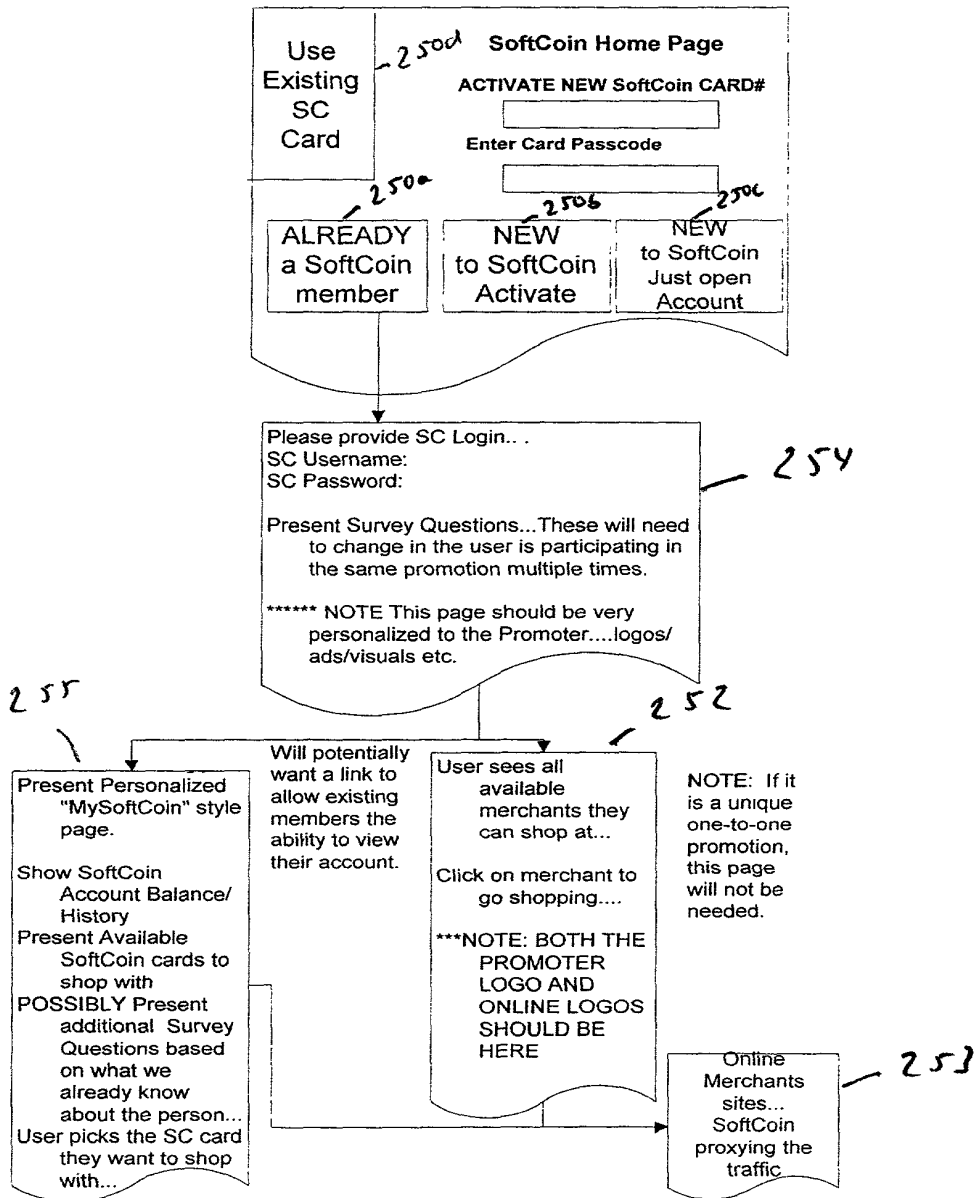 Use
Existing
SC
Card
250d
SoftCoin Home Page
ACTIVATE NEW SoftCoin CARD#
Enter Card Passcode
250a
250b
250c
ALREADY
a SoftCoin
member
NEW
to SoftCoin
Activate
NEW
to SoftCoin
Just open
Account
Please provide SC Login.. .
SC Username:
SC Password:
Present Survey Questions...These will need
to change in the user is participating in
the same promotion multiple times.
****** NOTE This page should be very
personalized to the Promoter....logos/
ads/visuals etc.
254
255
252
Present Personalized
"MySoftCoin" style
page.
Show SoftCoin
Account Balance/
History
Present Available
SoftCoin cards to
shop with
POSSIBLY Present
additional Survey
Questions based
on what we
already know
about the person...
User picks the SC card
they want to shop
with...
Will potentially
want a link to
allow existing
members the
ability to view
their account.
User sees all
available
merchants they
can shop at...
Click on merchant to
go shopping....
***NOTE: BOTH THE
PROMOTER
LOGO AND
ONLINE LOGOS
SHOULD BE
HERE
NOTE: If it
is a unique
one-to-one
promotion,
this page
will not be
needed.
Online
Merchants
sites...
SoftCoin
proxying the
traffic
253